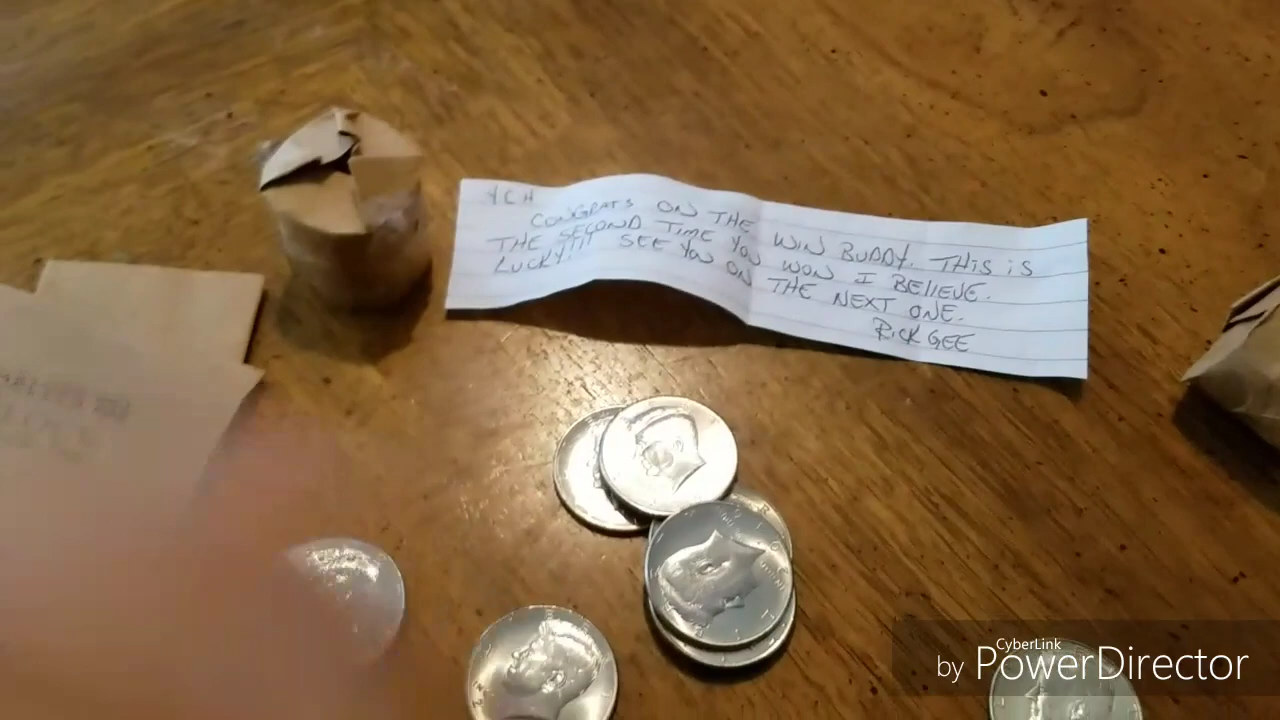 YCH
CONGRATS ON THE WIN BUDDY. THIS IS
THE SECOND TIME YOU WON I BELIEVE.
LUCKY!!!! SEE YOU ON THE NEXT ONE.
RICK GEE
CyberLink
by PowerDirector